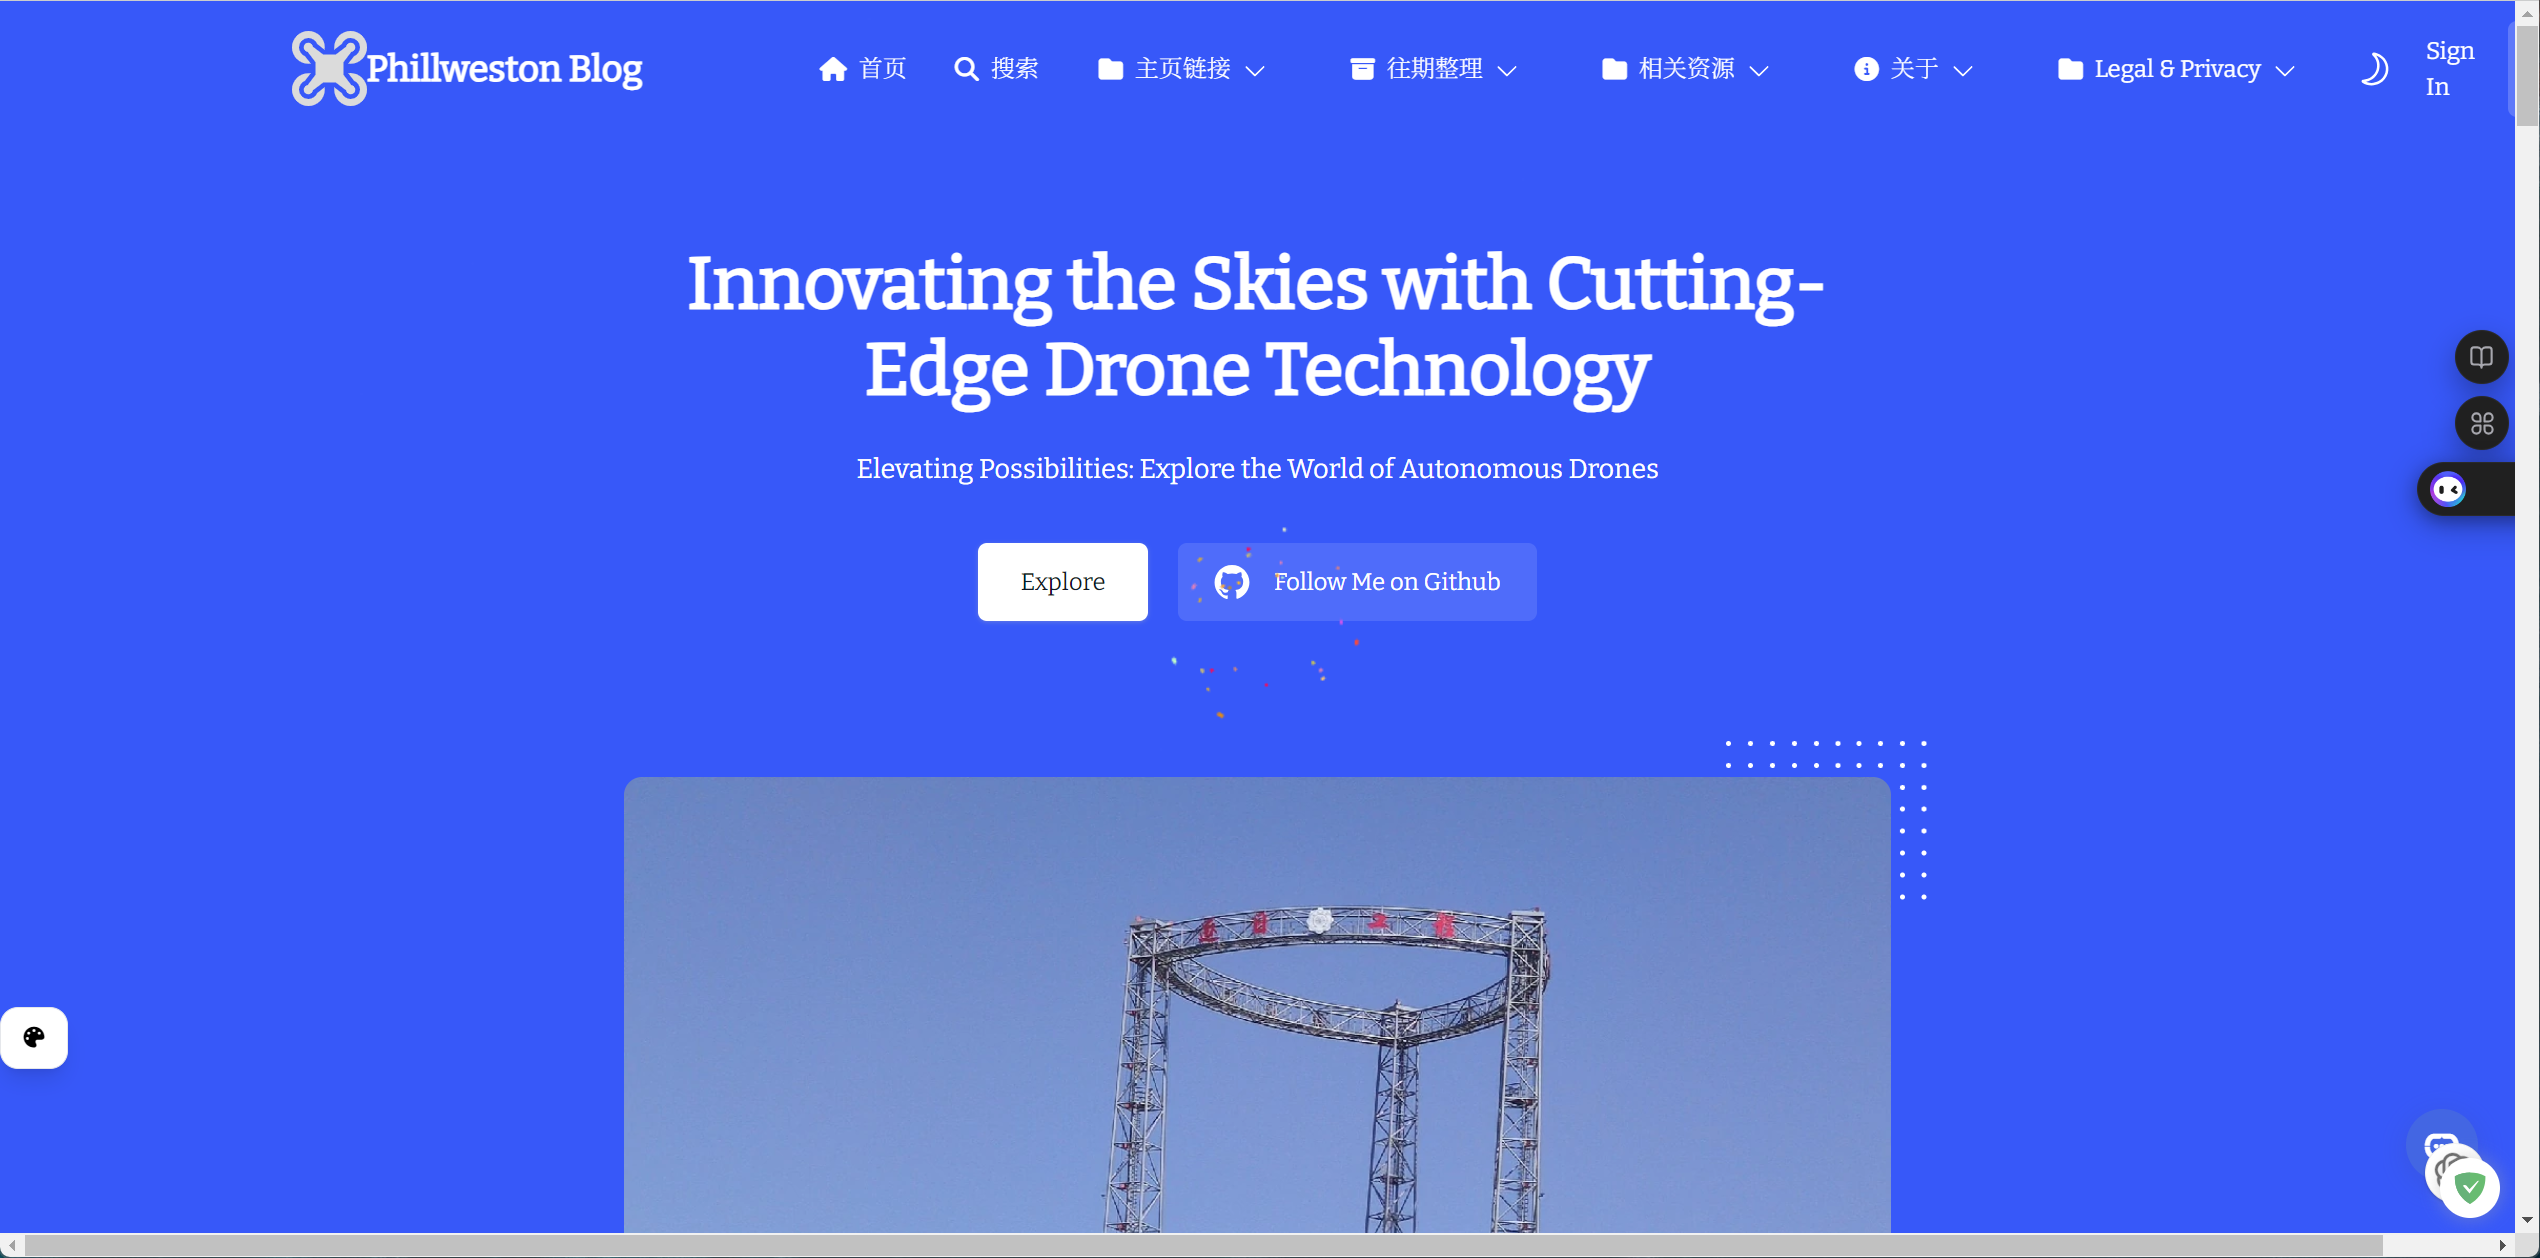 Phillweston Blog
首页
搜索
主页链接
往期整理
相关资源
关于
Legal & Privacy
Sign
In
Innovating the Skies with Cutting-
Edge Drone Technology
Elevating Possibilities: Explore the World of Autonomous Drones
Explore
Follow Me on Github